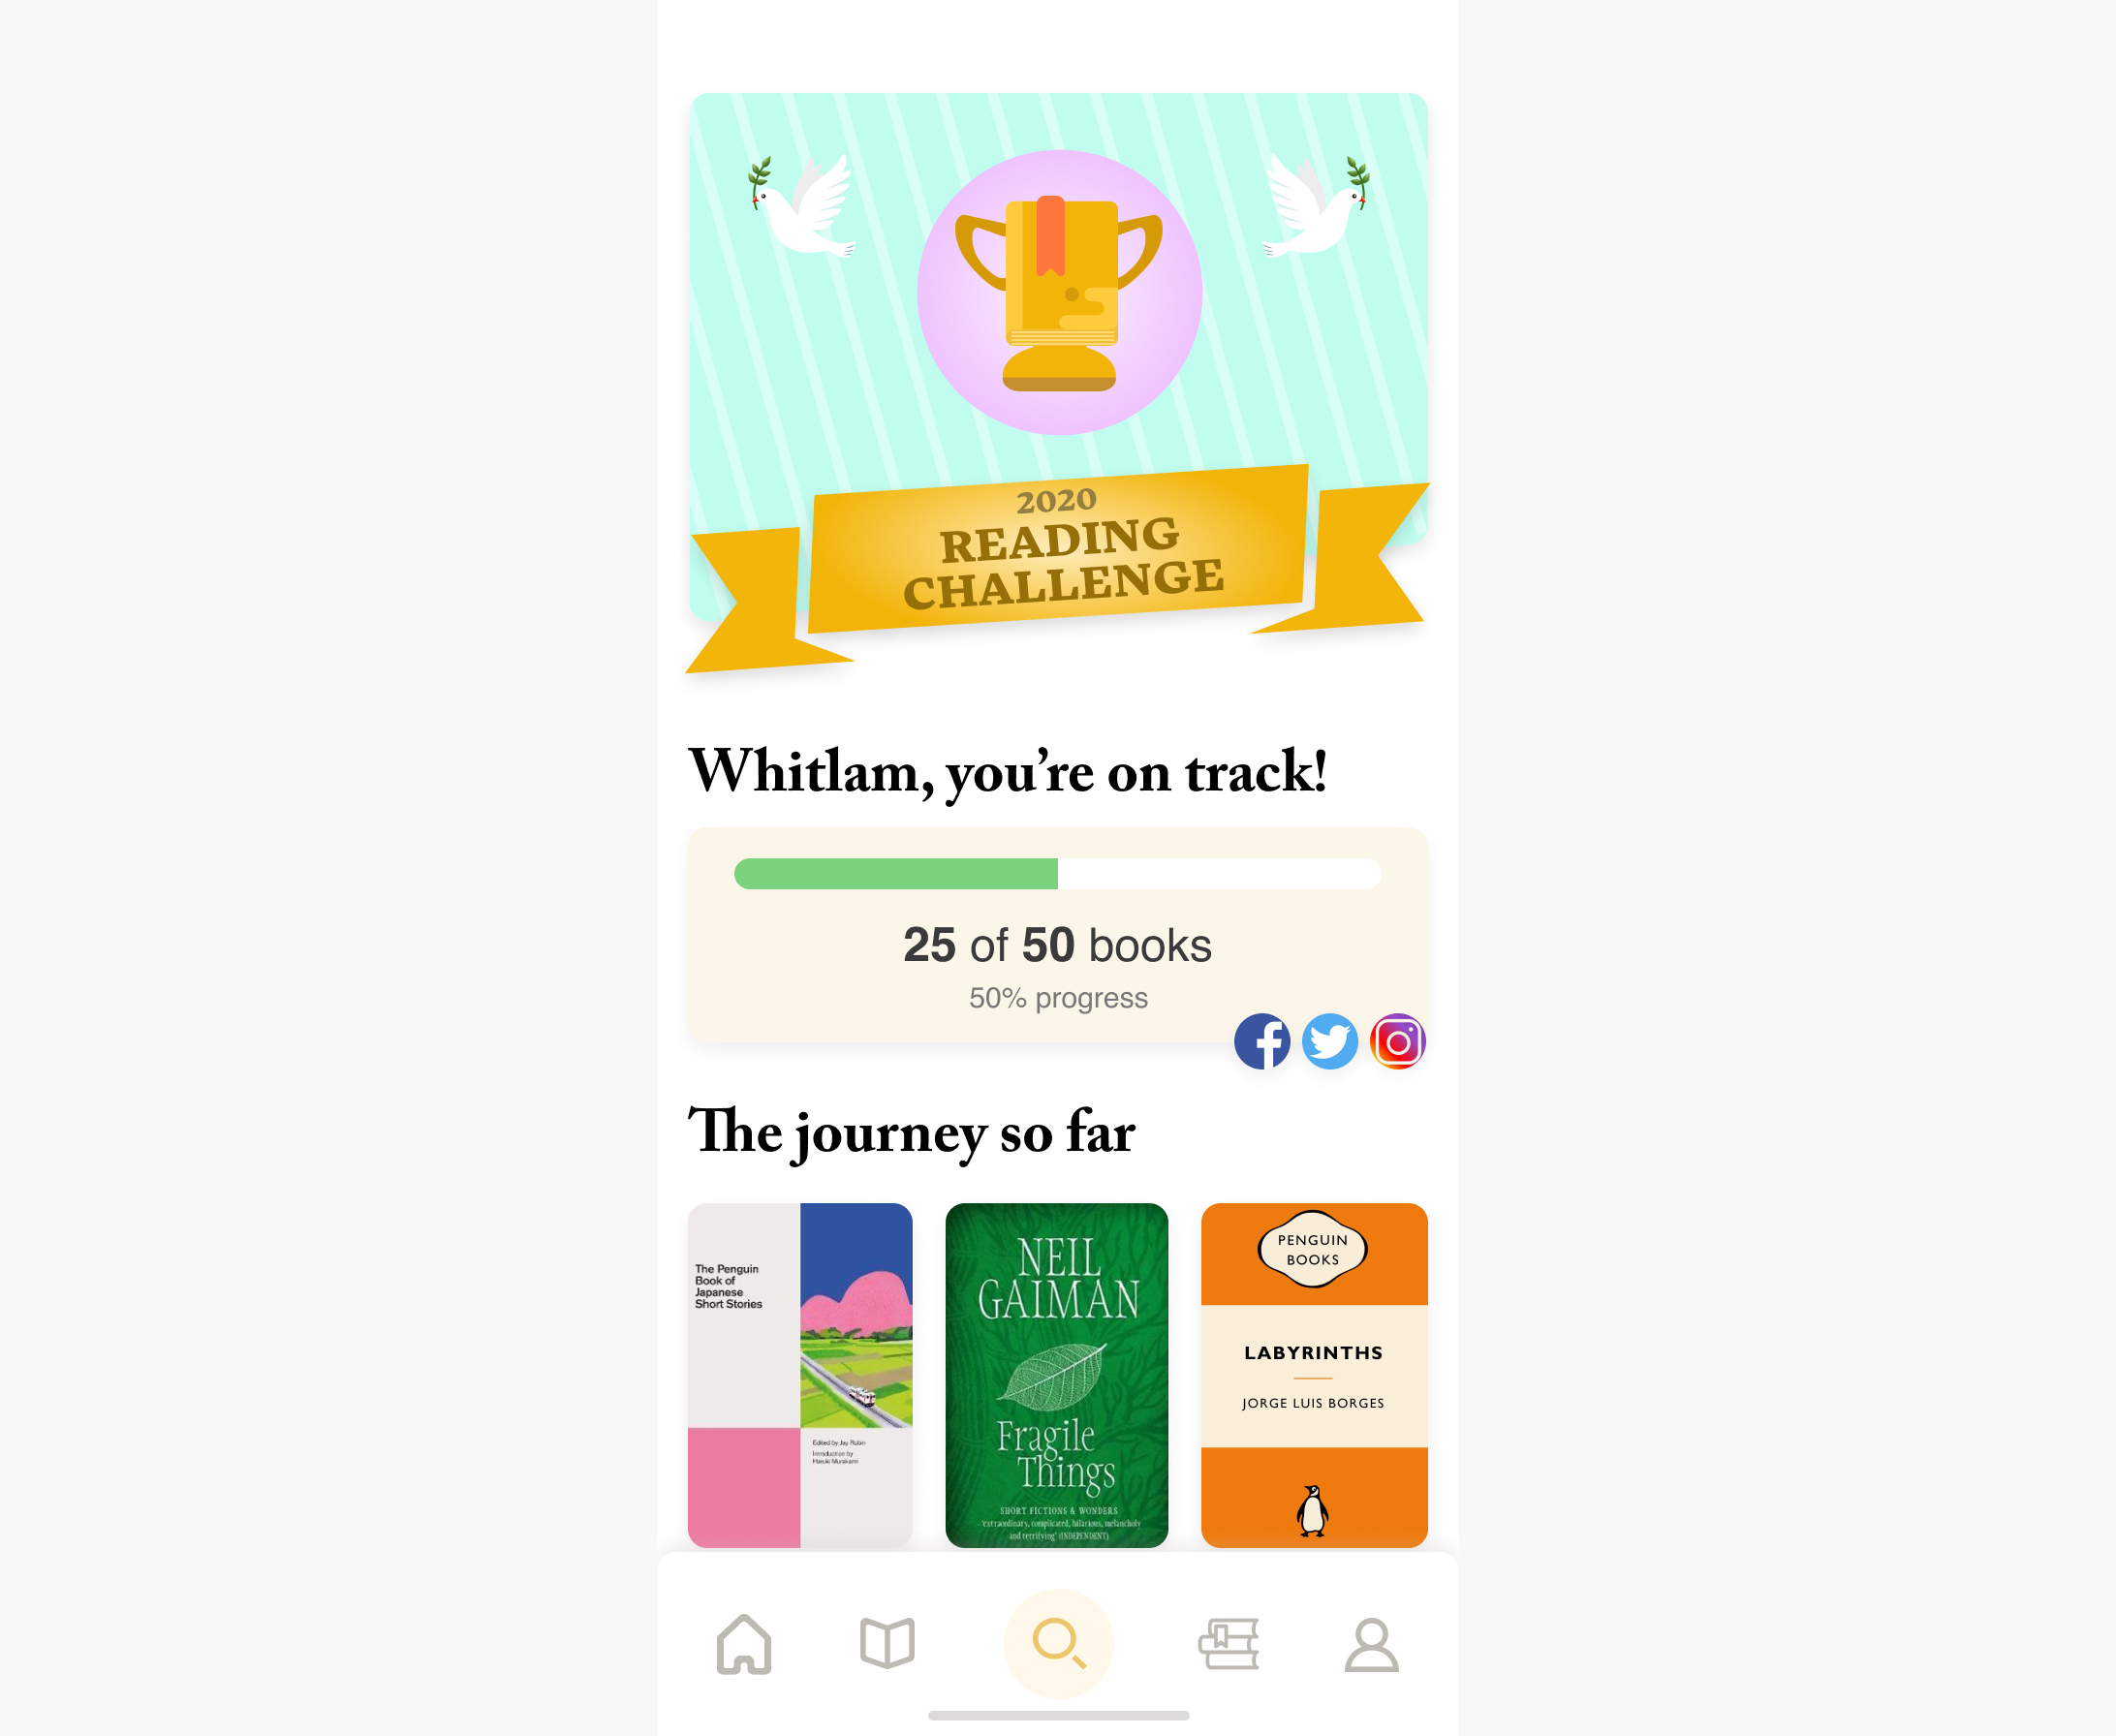 2020
READING
CHALLENGE
Whitlam, you’re on track!
25 of 50 books
50% progress
The journey so far
The Penguin
Book of
Japanese
Short Stories
Edited by Jay Rubin
Introduction by
Haruki Murakami
NEIL
GAIMAN
Fragile
Things
SHORT FICTIONS & WONDERS
'extraordinary, complicated, hilarious, melancholy
and terrifying' (INDEPENDENT)
PENGUIN
BOOKS
LABYRINTHS
JORGE LUIS BORGES